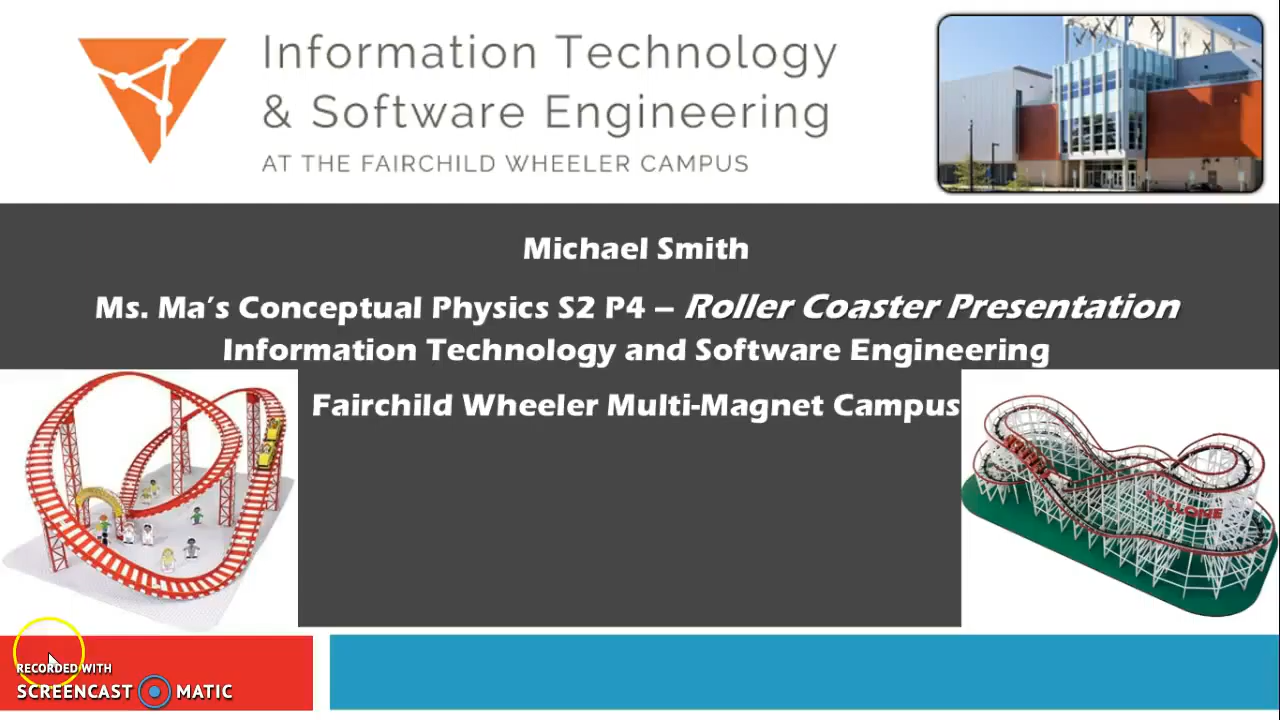 Information Technology
& Software Engineering
AT THE FAIRCHILD WHEELER CAMPUS
Michael Smith
Ms. Ma’s Conceptual Physics S2 P4 – Roller Coaster Presentation
Information Technology and Software Engineering
Fairchild Wheeler Multi-Magnet Campus
CYCLONE
RECORDED WITH
SCREENCAST MATIC